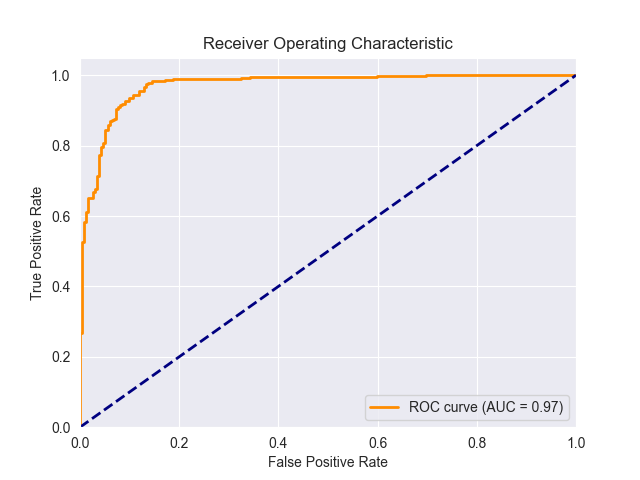 Receiver Operating Characteristic
True Positive Rate
1.0
0.8
0.6
0.4
0.2
0.0
0.0 0.2 0.4 0.6 0.8 1.0
False Positive Rate
ROC curve (AUC = 0.97)